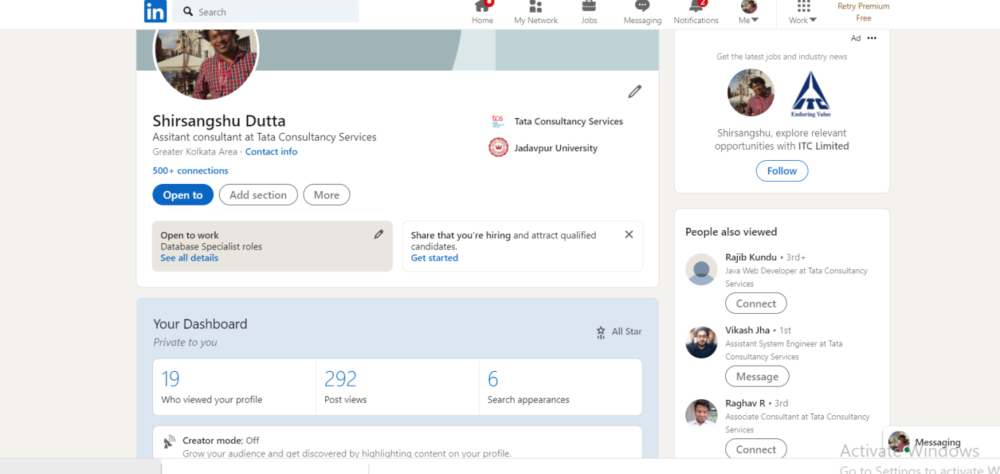 in
Search
Home
My Network
Jobs
Messaging
2
Notifications
Me
Work
Retry Premium
Free
Shirsangshu Dutta
Assitant consultant at Tata Consultancy Services
Greater Kolkata Area · Contact info
500+ connections
Open to
Add section
More
tcs
Tata Consultancy Services
Jadavpur University
Open to work
Database Specialist roles
See all details
Share that you're hiring and attract qualified
candidates.
Get started
Your Dashboard
Private to you
All Star
19
Who viewed your profile
292
Post views
6
Search appearances
Creator mode: Off
Grow your audience and get discovered by highlighting content on your profile.
Ad
Get the latest jobs and industry news
ITC
Enduring Value
Shirsangshu, explore relevant
opportunities with ITC Limited
Follow
People also viewed
Rajib Kundu • 3rd+
Java Web Developer at Tata Consultancy
Services
Connect
Vikash Jha • 1st
Assistant System Engineer at Tata
Consultancy Services
Message
Raghav R • 3rd
Associate Consultant at Tata Consultancy
Services
Connect
Messaging
Activate Windows
Go to Settings to activate W